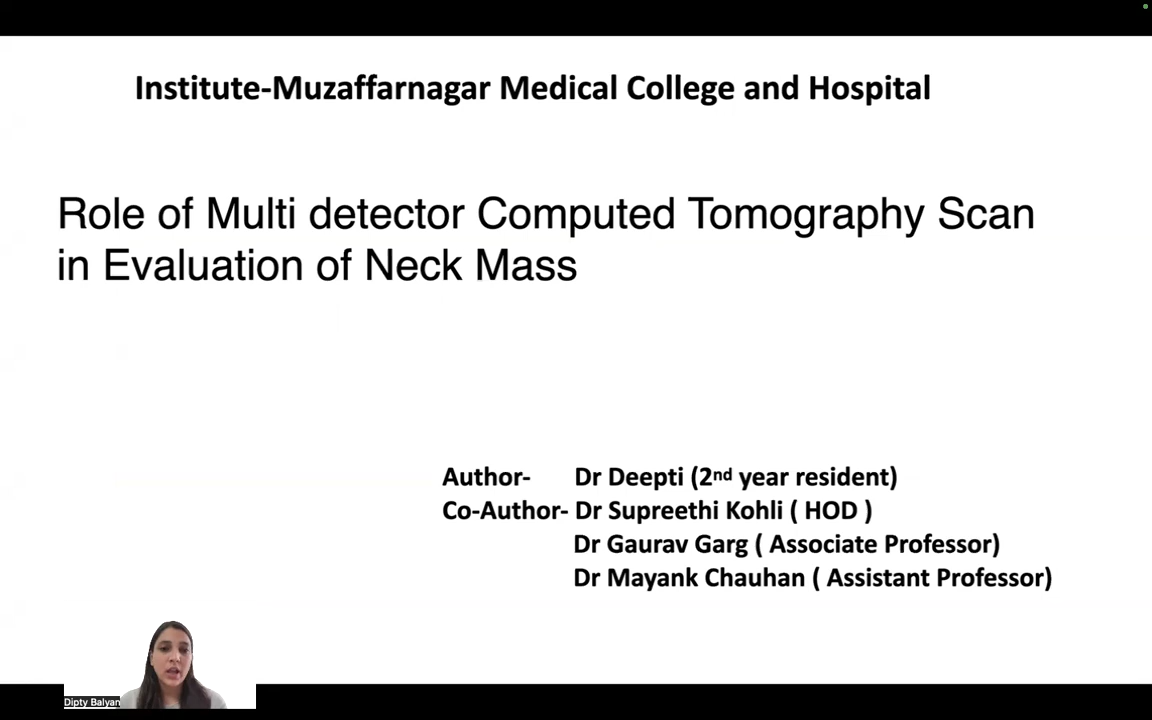 Institute-Muzaffarnagar Medical College and Hospital
Role of Multi detector Computed Tomography Scan
in Evaluation of Neck Mass
Author- Dr Deepti (2nd year resident)
Co-Author- Dr Supreethi Kohli ( HOD )
Dr Gaurav Garg ( Associate Professor)
Dr Mayank Chauhan ( Assistant Professor)
Dipty Balyan